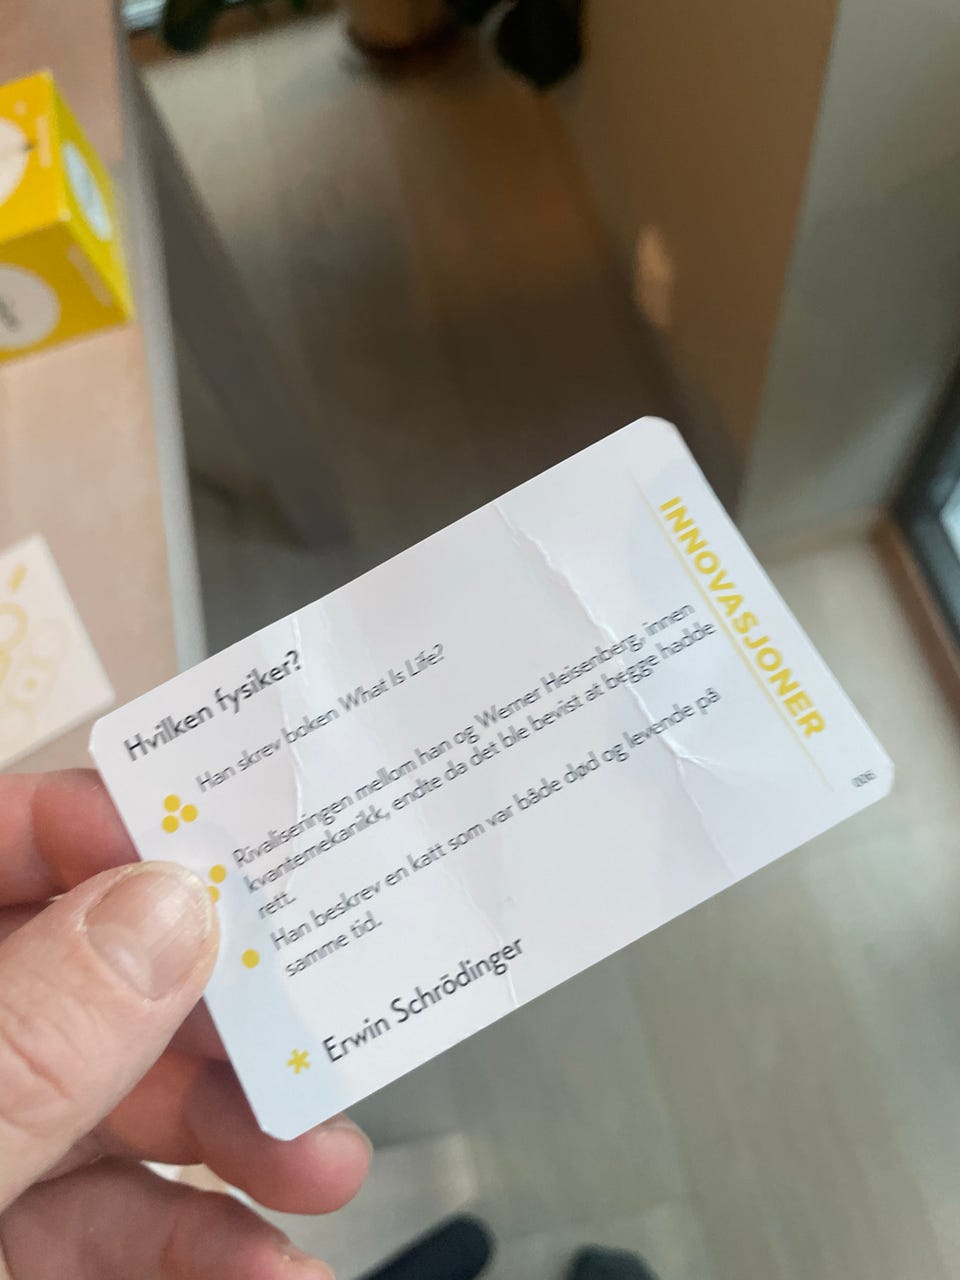 INNOVASJONER
Hvilken fysiker?
Han skrev boken What Is Life?
Rivaliseringen mellom han og Werner Heisenberg, innen
kvantemekanikk, endte da det ble bevist at begge hadde
rett.
Han beskrev en katt som var både død og levende på
samme tid.
* Erwin Schrödinger